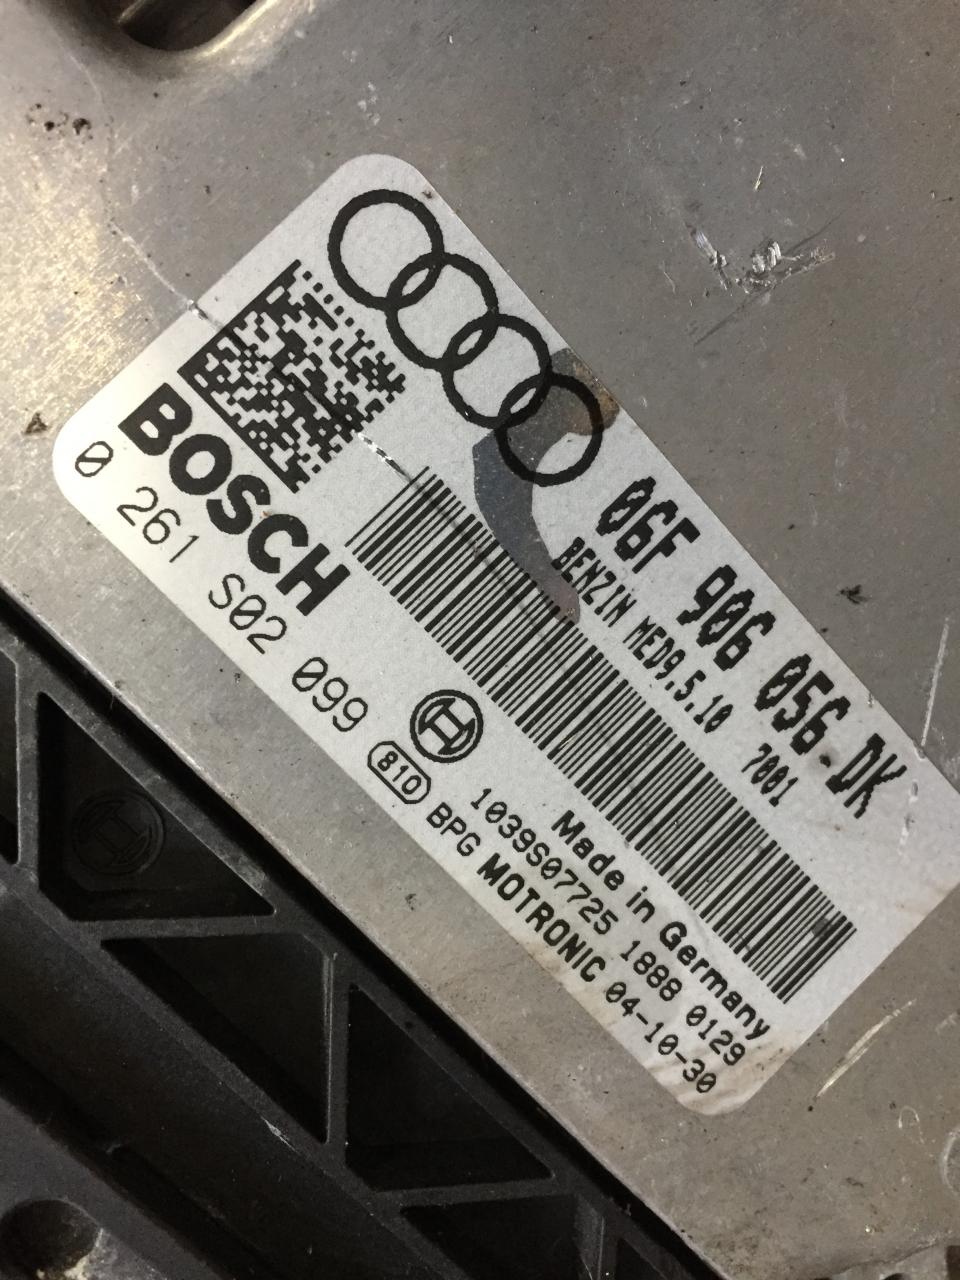 06F 906 056 DK
BENZIN MED9.5.10 7001
BOSCH
0 261 S02 099
Made in Germany
1039S07725 1888 0129
810 BPG MOTRONIC 04-10-30